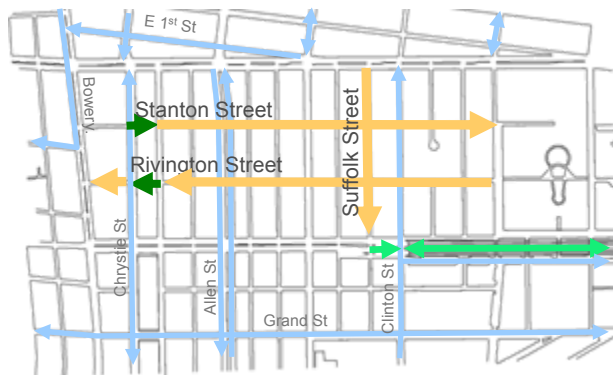 E 1st St
Bowery.
Stanton Street
Rivington Street
Suffolk Street
Chrystie St
Allen St
Clinton St
Grand St